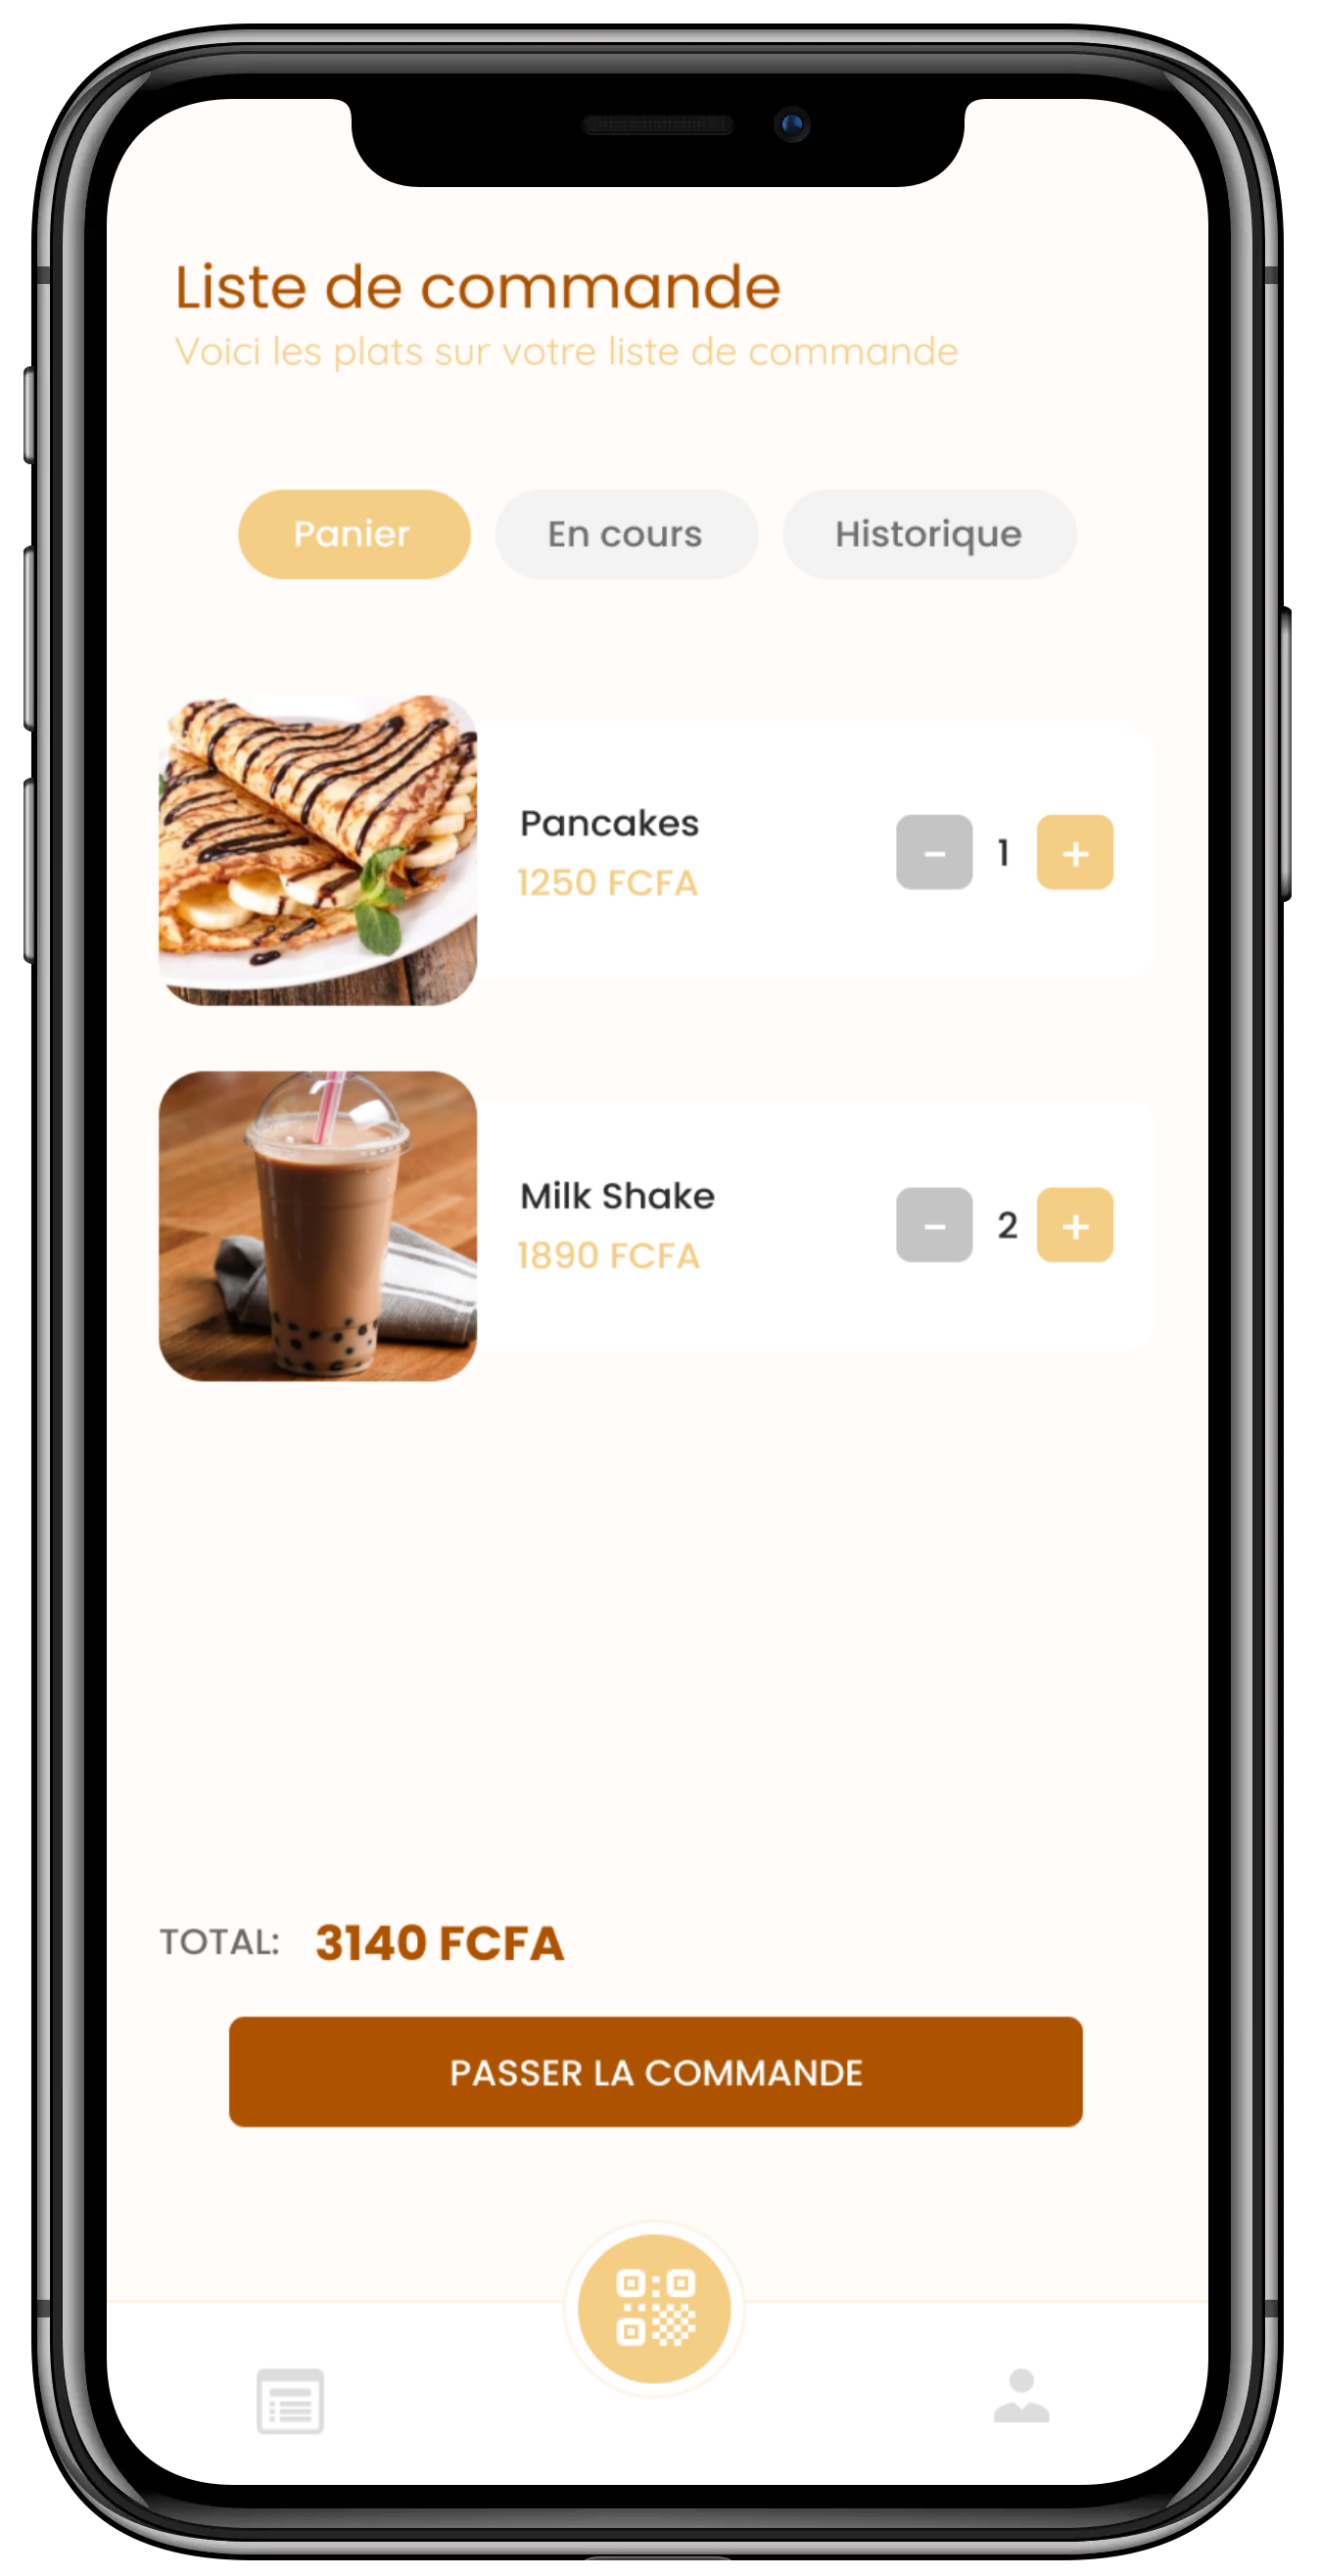 Liste de commande
Voici les plats sur votre liste de commande
Panier En cours Historique
Pancakes
1250 FCFA
- 1 +
Milk Shake
1890 FCFA
- 2 +
TOTAL: 3140 FCFA
PASSER LA COMMANDE